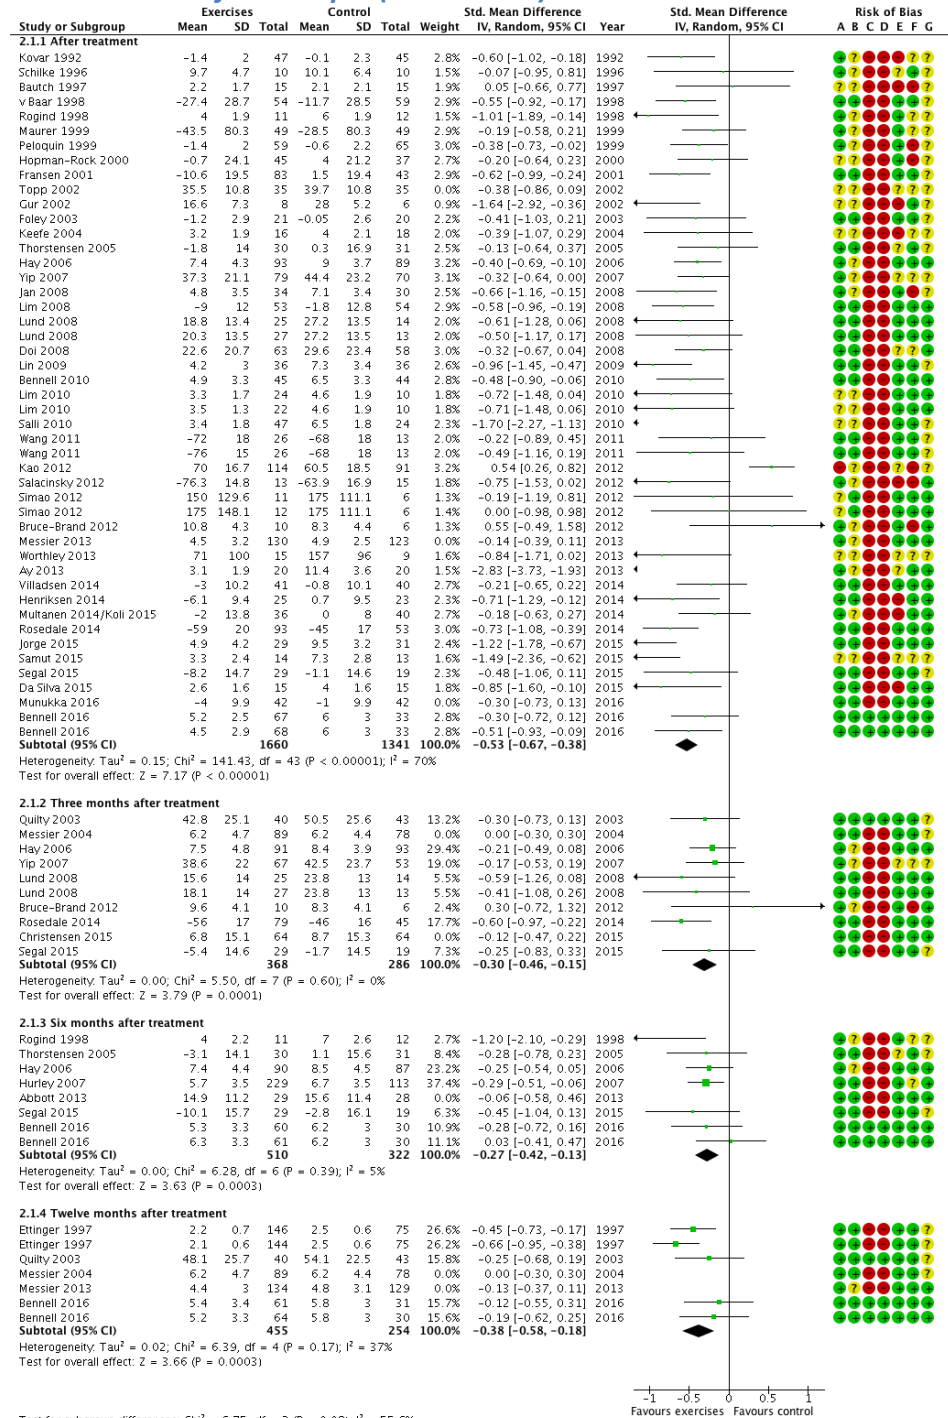 Exercises Control Std. Mean Difference Std. Mean Difference Risk of Bias
Study or Subgroup Mean SD Total Mean SD Total Weight IV, Random, 95% CI Year IV, Random, 95% CI A B C D E F G
2.1.1 After treatment
Kovar 1992 -1.4 2 47 -0.1 2.3 45 2.8% -0.60 [-1.02, -0.18] 1992
Schilke 1996 9.7 4.7 10 10.1 6.4 10 1.5% -0.07 [-0.95, 0.81] 1996
Bautch 1997 2.2 1.7 15 2.1 2.1 15 1.9% 0.05 [-0.66, 0.77] 1997
v Baar 1998 -27.4 28.7 54 -11.7 28.5 59 2.9% -0.55 [-0.92, -0.17] 1998
Rogind 1998 4 1.9 11 6 1.9 12 1.5% -1.01 [-1.89, -0.14] 1998
Maurer 1999 -43.5 80.3 49 -28.5 80.3 49 2.9% -0.19 [-0.58, 0.21] 1999
Peloquin 1999 -1.4 2 59 -0.6 2.2 65 3.0% -0.38 [-0.73, -0.02] 1999
Hopman-Rock 2000 -0.7 24.1 45 4 21.2 37 2.7% -0.20 [-0.64, 0.23] 2000
Fransen 2001 -10.6 19.5 83 1.5 19.4 43 2.9% -0.62 [-0.99, -0.24] 2001
Topp 2002 35.5 10.8 35 39.7 10.8 35 0.0% -0.38 [-0.86, 0.09] 2002
Gur 2002 16.6 7.3 8 28 5.2 6 0.9% -1.64 [-2.92, -0.36] 2002
Foley 2003 -1.2 2.9 21 -0.05 2.6 20 2.2% -0.41 [-1.03, 0.21] 2003
Keefe 2004 3.2 1.9 16 4 2.1 18 2.0% -0.39 [-1.07, 0.29] 2004
Thorstensen 2005 -1.8 14 30 0.3 16.9 31 2.5% -0.13 [-0.64, 0.37] 2005
Hay 2006 7.4 4.3 93 9 3.7 89 3.2% -0.40 [-0.69, -0.10] 2006
Yip 2007 37.3 21.1 79 44.4 23.2 70 3.1% -0.32 [-0.64, 0.00] 2007
Jan 2008 4.8 3.5 34 7.1 3.4 30 2.5% -0.66 [-1.16, -0.15] 2008
Lim 2008 -9 12 53 -1.8 12.8 54 2.9% -0.58 [-0.96, -0.19] 2008
Lund 2008 18.8 13.4 25 27.2 13.5 14 2.0% -0.61 [-1.28, 0.06] 2008
Lund 2008 20.3 13.5 27 27.2 13.5 13 2.0% -0.50 [-1.17, 0.17] 2008
Doi 2008 22.6 20.7 63 29.6 23.4 58 3.0% -0.32 [-0.67, 0.04] 2008
Lin 2009 4.2 3 36 7.3 3.4 36 2.6% -0.96 [-1.45, -0.47] 2009
Bennell 2010 4.9 3.3 45 6.5 3.3 44 2.8% -0.48 [-0.90, -0.06] 2010
Lim 2010 3.3 1.7 24 4.6 1.9 10 1.8% -0.72 [-1.48, 0.04] 2010
Lim 2010 3.5 1.3 22 4.6 1.9 10 1.8% -0.71 [-1.48, 0.06] 2010
Salli 2010 3.4 1.8 47 6.5 1.8 24 2.3% -1.70 [-2.27, -1.13] 2010
Wang 2011 -72 18 26 -68 18 13 2.0% -0.22 [-0.89, 0.45] 2011
Wang 2011 -76 15 26 -68 18 13 2.0% -0.49 [-1.16, 0.19] 2011
Kao 2012 70 16.7 114 60.5 18.5 91 3.2% 0.54 [0.26, 0.82] 2012
Salacinsky 2012 -76.3 14.8 13 -63.9 16.9 15 1.7% -0.75 [-1.53, 0.02] 2012
Simao 2012 150 129.6 11 175 111.1 6 1.3% -0.19 [-1.19, 0.81] 2012
Simao 2012 175 148.1 12 175 111.1 6 1.3% 0.00 [-0.98, 0.98] 2012
Bruce-Brand 2012 10.8 4.3 10 8.3 4.4 6 1.3% 0.55 [-0.49, 1.58] 2012
Messier 2013 4.5 3.2 130 4.9 2.5 123 0.0% -0.14 [-0.39, 0.11] 2013
Worthley 2013 71 100 15 157 96 9 1.6% -0.84 [-1.71, 0.02] 2013
Ay 2013 3.1 1.9 20 11.4 3.6 20 1.5% -2.83 [-3.73, -1.93] 2013
Villadsen 2014 -3 10.2 41 -0.8 10.1 40 2.7% -0.21 [-0.65, 0.22] 2014
Henriksen 2014 -6.1 9.4 25 0.7 9.5 23 2.3% -0.71 [-1.29, -0.12] 2014
Multanen 2014/Koli 2015 -2 13.8 36 0 8 40 2.7% -0.18 [-0.63, 0.27] 2014
Rosedale 2014 -59 20 93 -45 17 53 3.0% -0.73 [-1.08, -0.39] 2014
Jorge 2015 4.9 4.2 29 9.5 3.2 31 2.3% -1.22 [-1.78, -0.67] 2015
Samut 2015 3.3 2.4 14 7.3 2.8 13 1.5% -1.49 [-2.36, -0.62] 2015
Segal 2015 -8.2 14.7 29 -1.1 14.6 19 2.3% -0.48 [-1.06, 0.11] 2015
Da Silva 2015 2.6 1.6 15 4 1.6 15 1.8% -0.85 [-1.60, -0.10] 2015
Munukka 2016 -4 9.9 42 -1 9.9 42 0.0% -0.30 [-0.73, 0.13] 2016
Bennell 2016 5.2 2.5 67 6 3 33 2.8% -0.30 [-0.72, 0.12] 2016
Bennell 2016 4.5 2.9 68 6 3 33 2.8% -0.51 [-0.93, -0.09] 2016
Subtotal (95% CI) 1660 1341 100.0% -0.53 [-0.67, -0.38]
Heterogeneity: Tau² = 0.15; Chi² = 141.43, df = 43 (P < 0.00001); I² = 70%
Test for overall effect: Z = 7.17 (P < 0.00001)
2.1.2 Three months after treatment
Quilty 2003 42.8 25.1 40 50.5 25.6 43 13.2% -0.30 [-0.73, 0.13] 2003
Messier 2004 6.2 4.7 89 6.2 4.4 78 0.0% 0.00 [-0.30, 0.30] 2004
Hay 2006 7.5 4.8 91 8.4 3.9 93 29.4% -0.21 [-0.49, 0.08] 2006
Yip 2007 38.6 22 67 42.5 23.7 53 19.0% -0.17 [-0.53, 0.19] 2007
Lund 2008 15.6 14 25 23.8 13 14 5.5% -0.59 [-1.26, 0.08] 2008
Lund 2008 18.1 14 27 23.8 13 13 5.6% -0.41 [-1.08, 0.26] 2008
Bruce-Brand 2012 9.6 4.1 10 8.3 4.1 6 2.4% 0.30 [-0.72, 1.32] 2012
Rosedale 2014 -56 17 79 -46 16 45 17.7% -0.60 [-0.97, -0.22] 2014
Christensen 2015 6.8 15.1 64 8.7 15.3 64 0.0% -0.12 [-0.47, 0.22] 2015
Segal 2015 -5.4 14.6 29 -1.7 14.5 19 7.3% -0.25 [-0.83, 0.33] 2015
Subtotal (95% CI) 368 286 100.0% -0.30 [-0.46, -0.15]
Heterogeneity: Tau² = 0.00; Chi² = 5.50, df = 7 (P = 0.60); I² = 0%
Test for overall effect: Z = 3.79 (P = 0.0001)
2.1.3 Six months after treatment
Rogind 1998 4 2.2 11 7 2.6 12 2.7% -1.20 [-2.10, -0.29] 1998
Thorstensen 2005 -3.1 14.1 30 1.1 15.6 31 8.4% -0.28 [-0.78, 0.23] 2005
Hay 2006 7.4 4.4 90 8.5 4.5 87 22.9% -0.25 [-0.54, 0.05] 2006
Hurley 2007 5.7 3.5 229 6.7 3.5 113 37.4% -0.29 [-0.51, -0.06] 2007
Abbott 2013 14.9 11.2 29 15.6 11.4 28 0.0% -0.06 [-0.58, 0.46] 2013
Segal 2015 -10.1 15.7 29 -2.8 16.1 19 6.3% -0.45 [-1.04, 0.13] 2015
Bennell 2016 5.3 3.3 60 6.2 3 30 10.9% -0.28 [-0.72, 0.16] 2016
Bennell 2016 6.3 3.3 61 6.2 3 30 11.1% 0.03 [-0.41, 0.47] 2016
Subtotal (95% CI) 510 322 100.0% -0.27 [-0.42, -0.13]
Heterogeneity: Tau² = 0.00; Chi² = 6.28, df = 6 (P = 0.39); I² = 5%
Test for overall effect: Z = 3.63 (P = 0.0003)
2.1.4 Twelve months after treatment
Ettinger 1997 2.2 0.7 146 2.5 0.6 75 26.6% -0.45 [-0.73, -0.17] 1997
Ettinger 1997 2.1 0.6 144 2.5 0.6 75 26.2% -0.66 [-0.95, -0.38] 1997
Quilty 2003 48.1 25.7 40 54.1 22.5 43 15.8% -0.25 [-0.68, 0.19] 2003
Messier 2004 6.2 4.7 89 6.2 4.4 78 0.0% 0.00 [-0.30, 0.30] 2004
Messier 2013 4.4 3 134 4.8 3.1 129 0.0% -0.13 [-0.37, 0.11] 2013
Bennell 2016 5.4 3.4 61 5.8 3 31 15.7% -0.12 [-0.55, 0.31] 2016
Bennell 2016 5.2 3.3 64 5.8 3 30 15.7% -0.19 [-0.62, 0.25] 2016
Subtotal (95% CI) 455 254 100.0% -0.38 [-0.58, -0.18]
Heterogeneity: Tau² = 0.02; Chi² = 6.39, df = 4 (P = 0.17); I² = 37%
Test for overall effect: Z = 3.66 (P = 0.0003)
-1 -0.5 0 0.5 1
Favours exercises Favours control